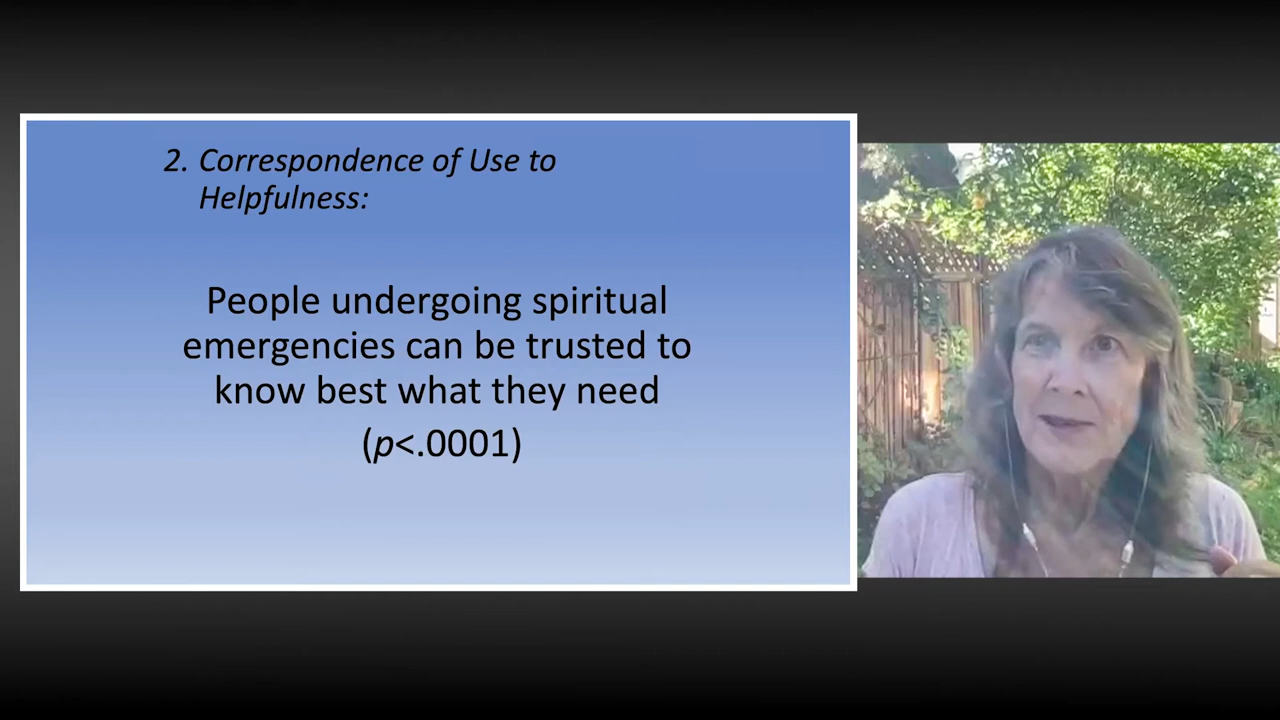 2. Correspondence of Use to
Helpfulness:
People undergoing spiritual
emergencies can be trusted to
know best what they need
(p<.0001)